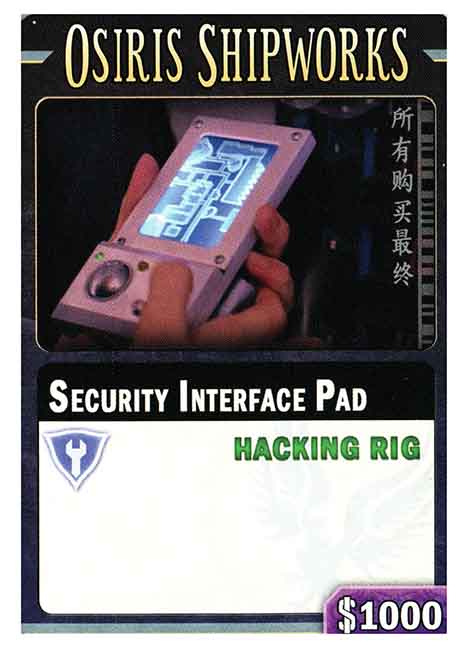 OSIRIS SHIPWORKS
所有购买最终
SECURITY INTERFACE PAD
HACKING RIG
$1000